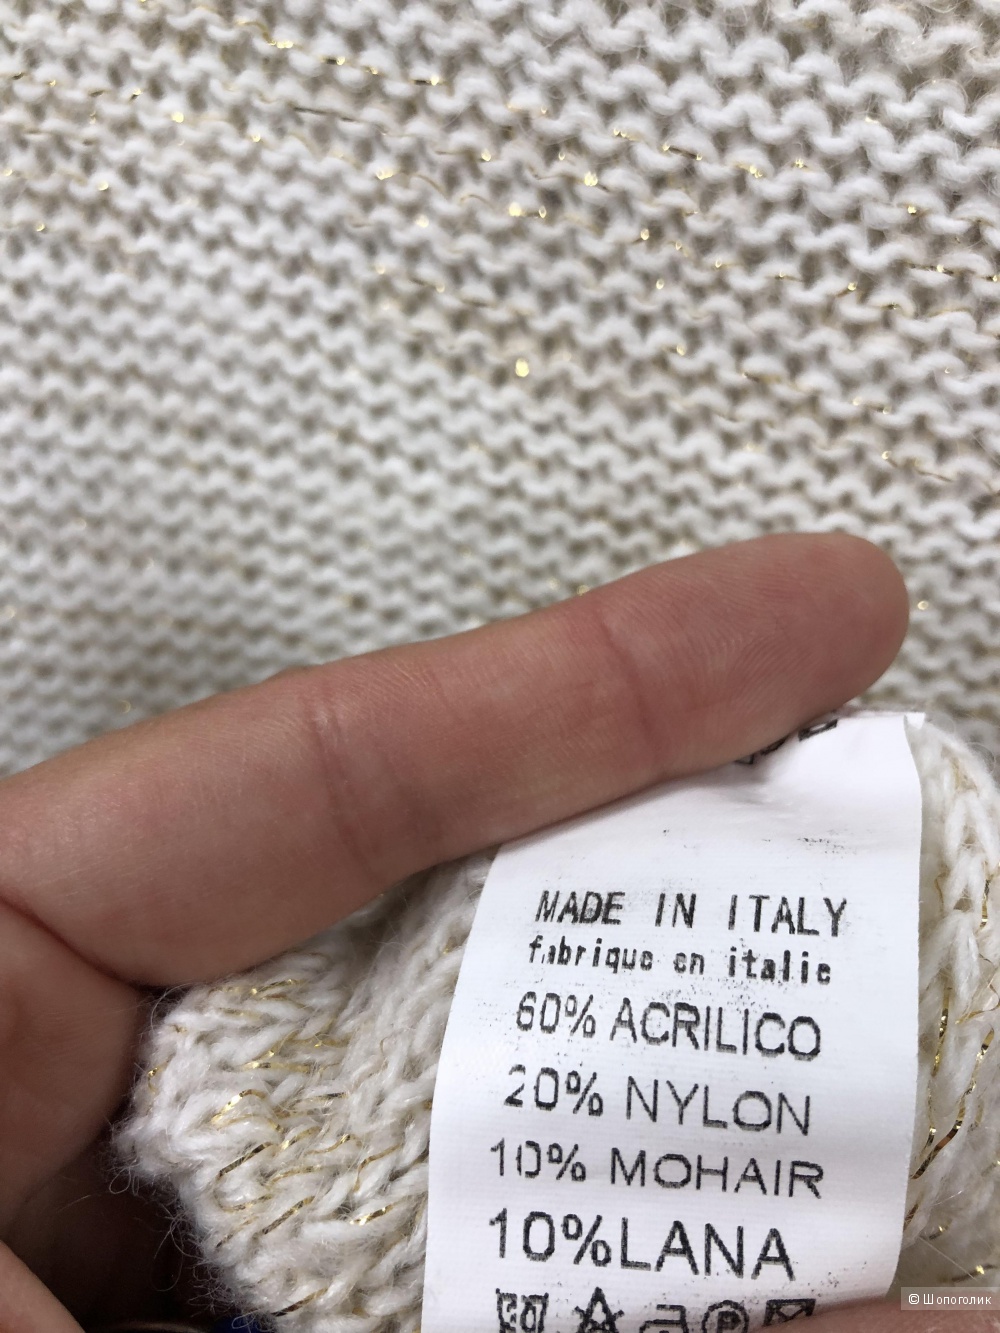 MADE IN ITALY
fabrique en italie
60% ACRILICO
20% NYLON
10% MOHAIR
10%LANA
© Шопоголик